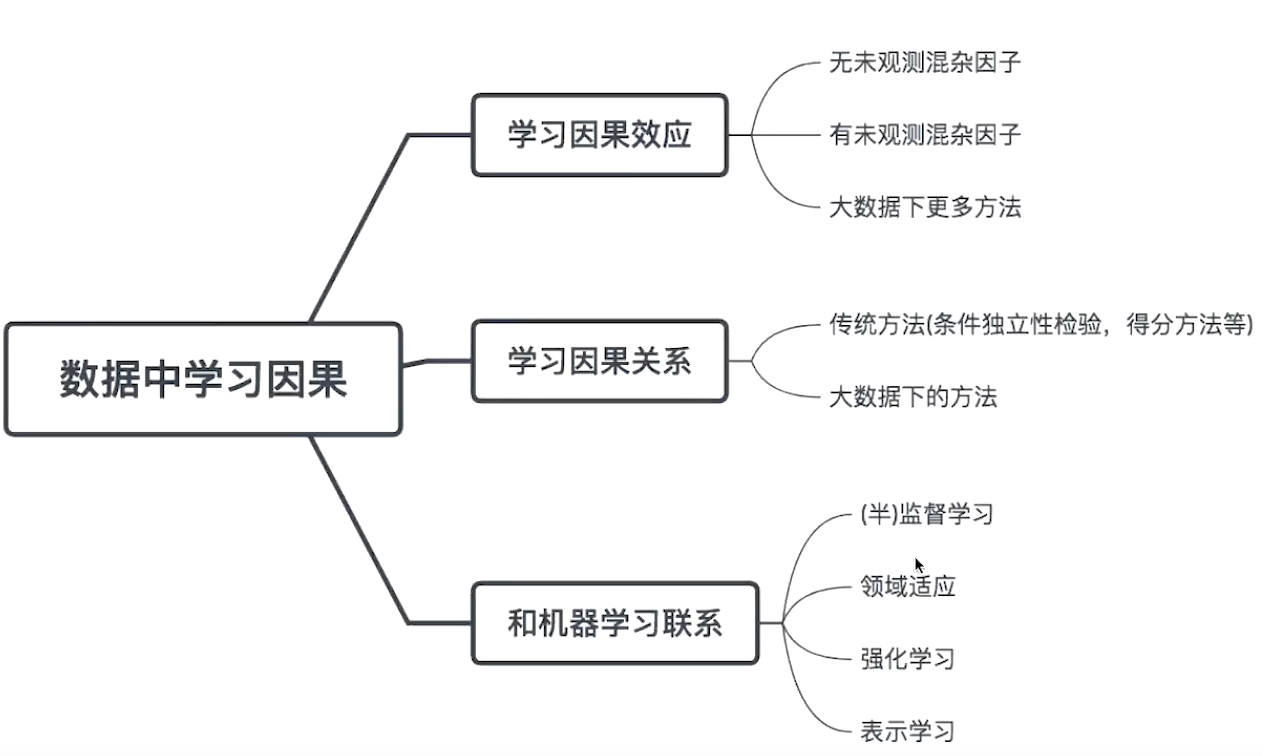 数据中学习因果
学习因果效应
无未观测混杂因子
有未观测混杂因子
大数据下更多方法
学习因果关系
传统方法(条件独立性检验，得分方法等)
大数据下的方法
和机器学习联系
(半)监督学习
领域适应
强化学习
表示学习